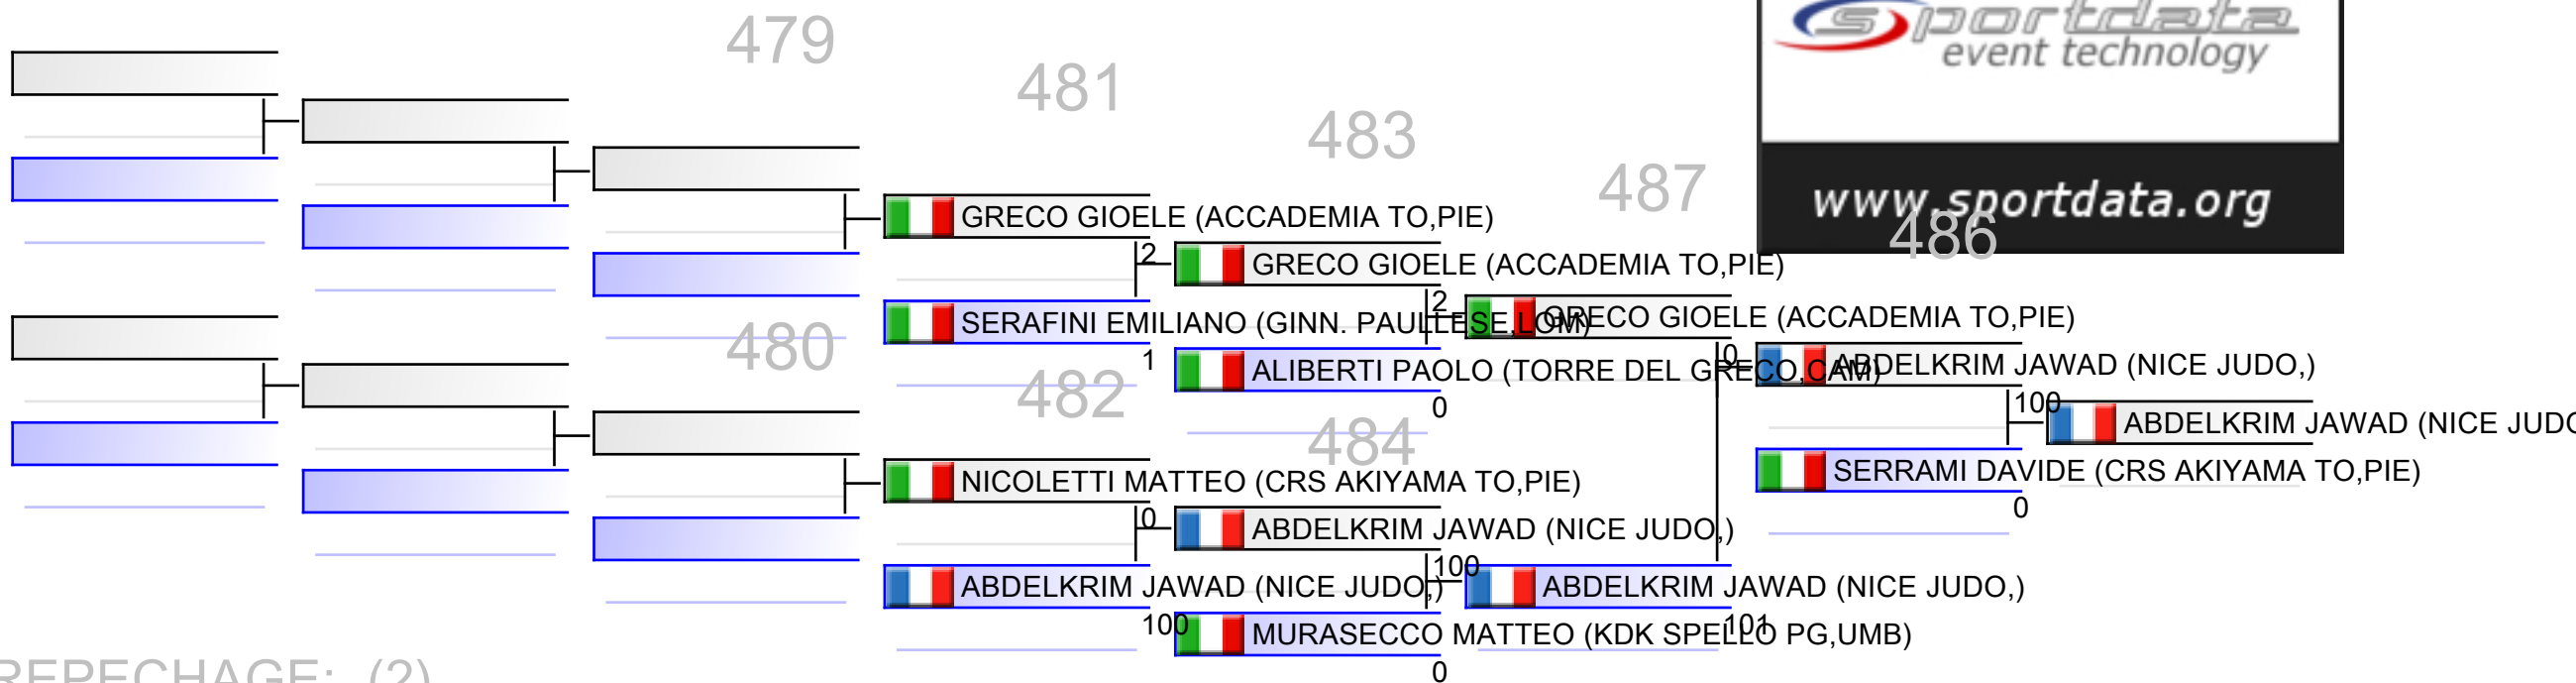 sportdata
event technology
www.sportdata.org
479
481
483
487
486
GRECO GIOELE (ACCADEMIA TO,PIE)
2
GRECO GIOELE (ACCADEMIA TO,PIE)
2
GRECO GIOELE (ACCADEMIA TO,PIE)
SERAFINI EMILIANO (GINN. PAULLESE,LOM)
480
1
0
ABDELKRIM JAWAD (NICE JUDO,)
ALIBERTI PAOLO (TORRE DEL GRECO,CAM)
482
0
100
ABDELKRIM JAWAD (NICE JUDO
484
SERRAMI DAVIDE (CRS AKIYAMA TO,PIE)
0
NICOLETTI MATTEO (CRS AKIYAMA TO,PIE)
0
ABDELKRIM JAWAD (NICE JUDO,)
100
ABDELKRIM JAWAD (NICE JUDO,)
ABDELKRIM JAWAD (NICE JUDO,)
100
101
MURASECCO MATTEO (KDK SPELLO PG,UMB)
0
REPECHAGE: (2)